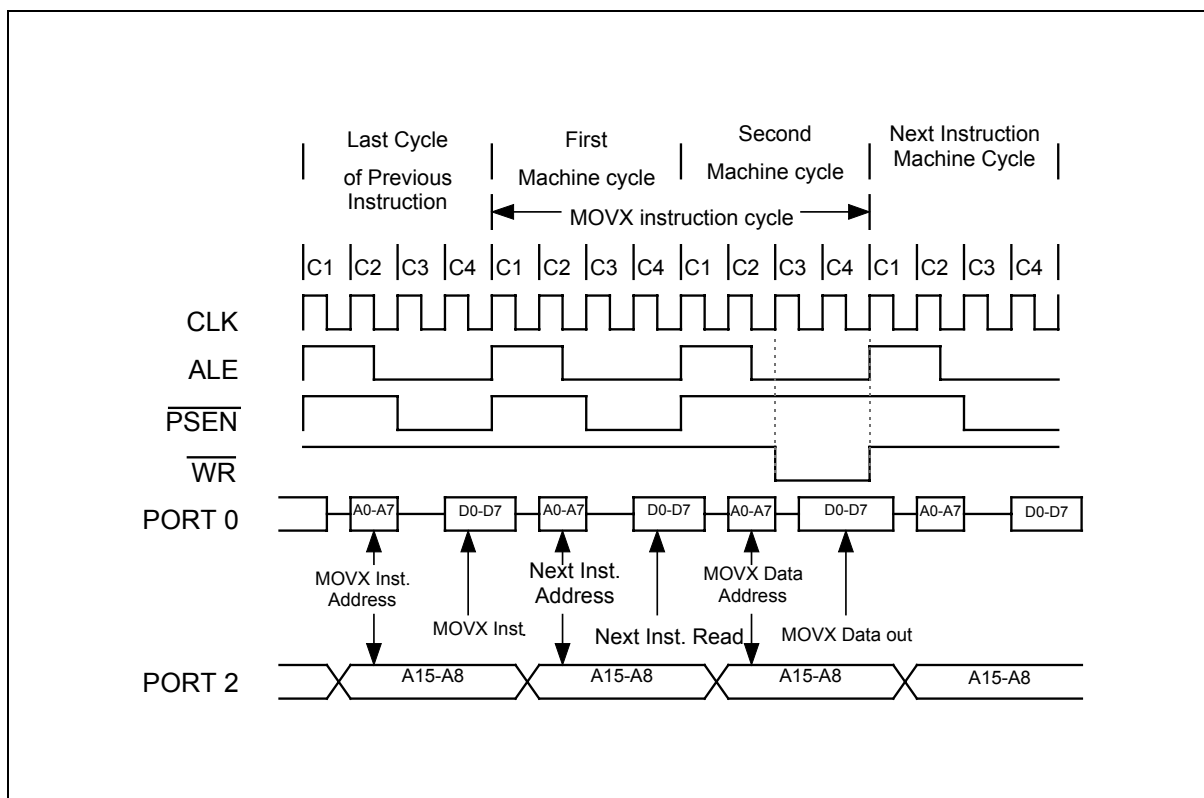 Last Cycle
of Previous
Instruction
First
Machine cycle
Second
Machine cycle
Next Instruction
Machine Cycle
MOVX instruction cycle
C1 C2 C3 C4 C1 C2 C3 C4 C1 C2 C3 C4 C1 C2 C3 C4
CLK
ALE
PSEN
WR
PORT 0
A0-A7 D0-D7 A0-A7 D0-D7 A0-A7 D0-D7 A0-A7 D0-D7
MOVX Inst.
Address
MOVX Inst.
Next Inst.
Address
Next Inst. Read
MOVX Data
Address
MOVX Data out
PORT 2
A15-A8 A15-A8 A15-A8 A15-A8